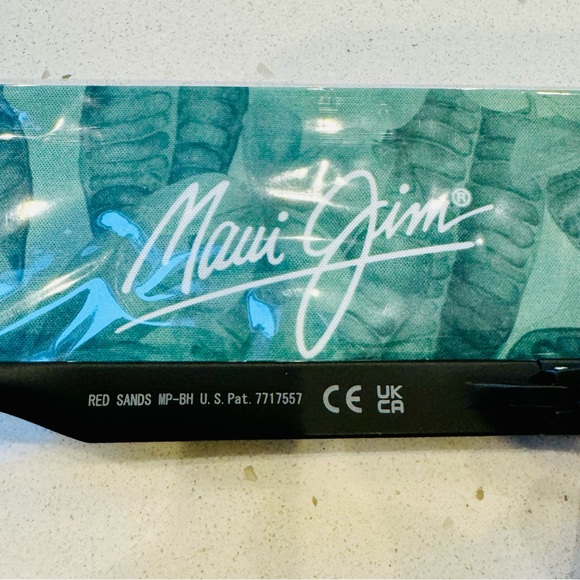 Maui Jim®
RED SANDS MP-BH U.S.Pat.7717557 CE UK
CA